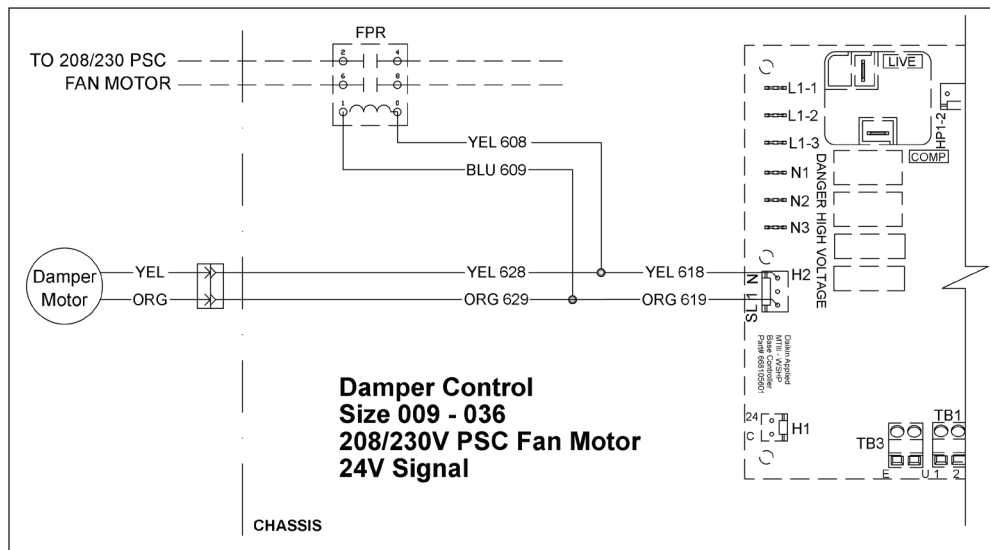 FPR
2 4
TO 208/230 PSC
FAN MOTOR
6 8
1 0
YEL 608
BLU 609
LIVE
L1-1
HP1-2
L1-2
L1-3
COMP
N1
N2
N3
DANGER HIGH VOLTAGE
Damper
Motor
YEL
YEL 628
YEL 618
N
H2
ORG
ORG 629
ORG 619
SL1
Daikin Applied
MTIII - WSHP
Base Controller
Part# 668105601
Damper Control
Size 009 - 036
208/230V PSC Fan Motor
24V Signal
24
H1
C
TB3
TB1
E U 1 2
CHASSIS